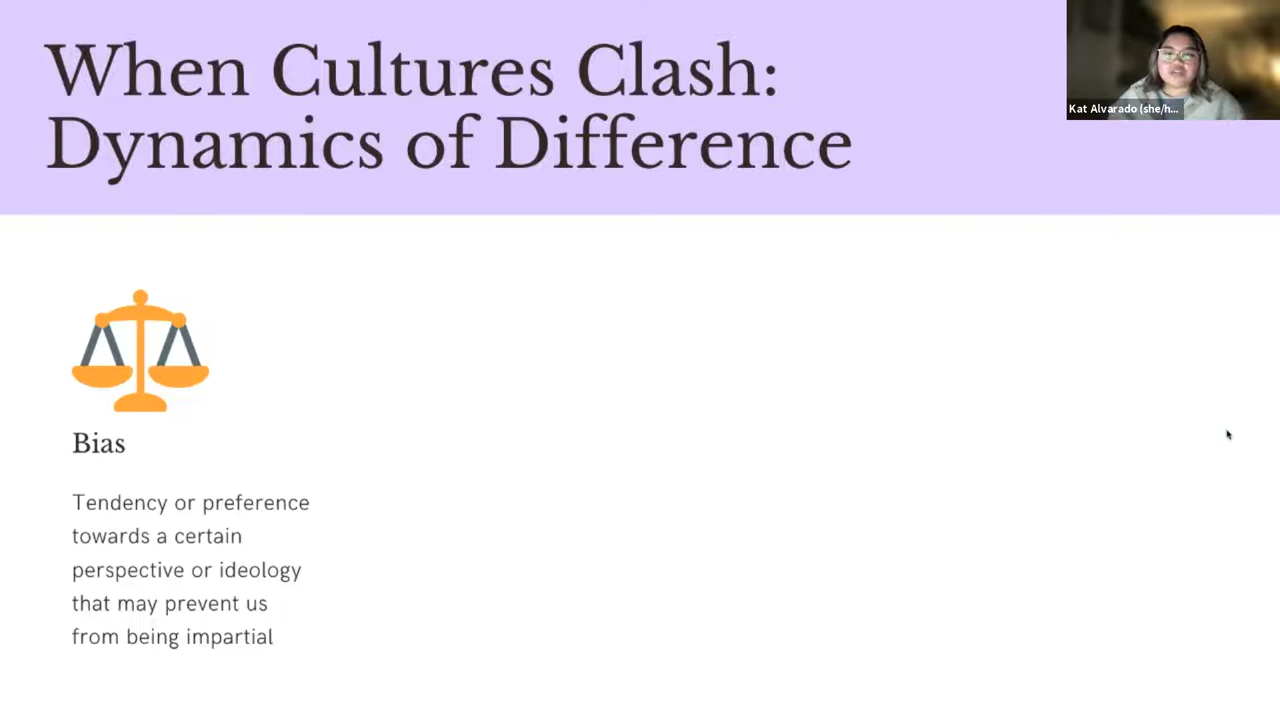 When Cultures Clash:
Dynamics of Difference
Kat Alvarado (she/h...
Bias
Tendency or preference
towards a certain
perspective or ideology
that may prevent us
from being impartial